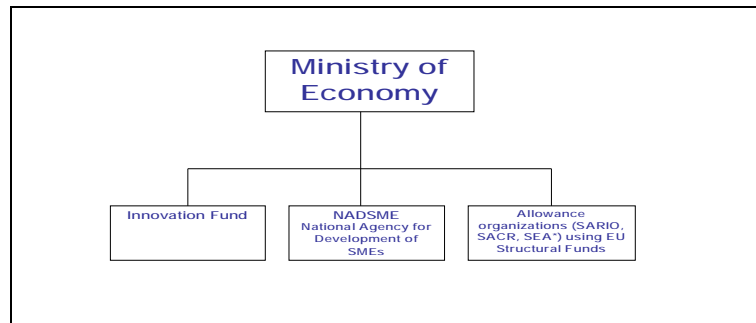 Ministry of
Economy
Innovation Fund
NADSME
National Agency for
Development of
SMEs
Allowance
organizations (SARIO,
SACR, SEA*) using EU
Structural Funds